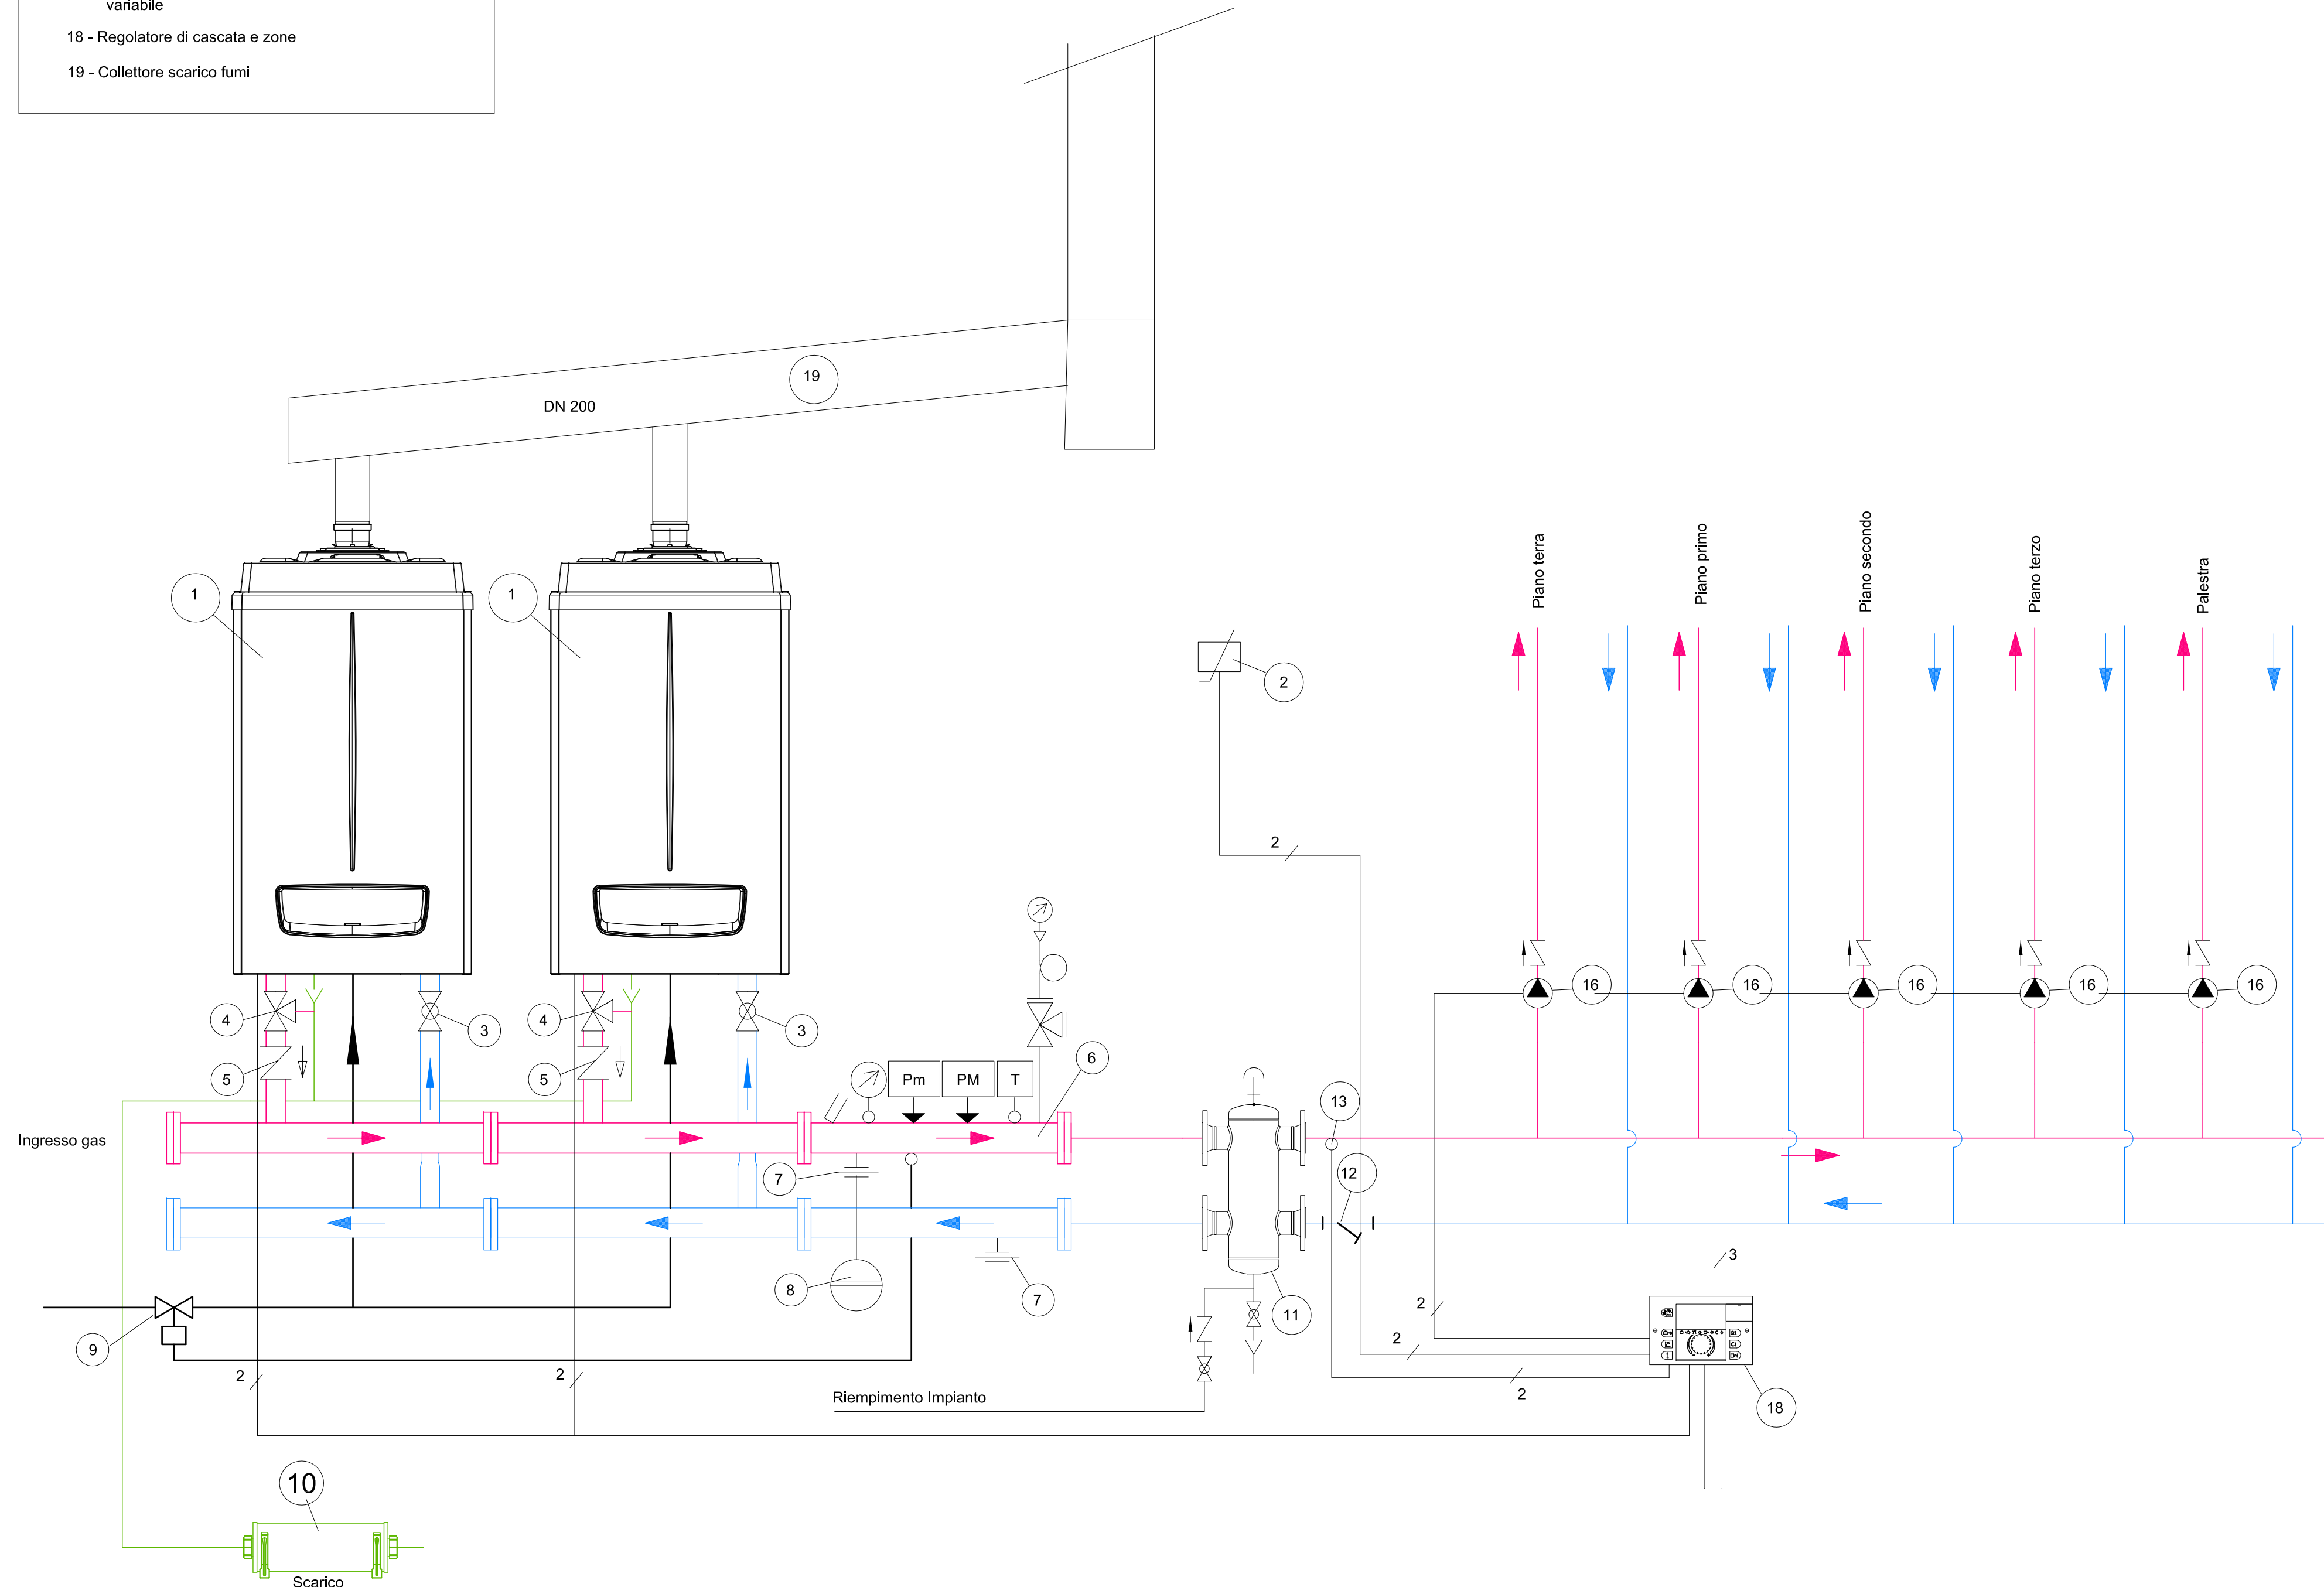 variabile
18 - Regolatore di cascata e zone
19 - Collettore scarico fumi
19
DN 200
1
1
2
Piano terra
Piano primo
Piano secondo
Piano terzo
Palestra
2
16
16
16
16
16
4
3
4
3
5
5
Pm
PM
T
6
13
Ingresso gas
7
12
8
7
11
3
2
9
2
2
2
2
Riempimento Impianto
18
10
Scarico